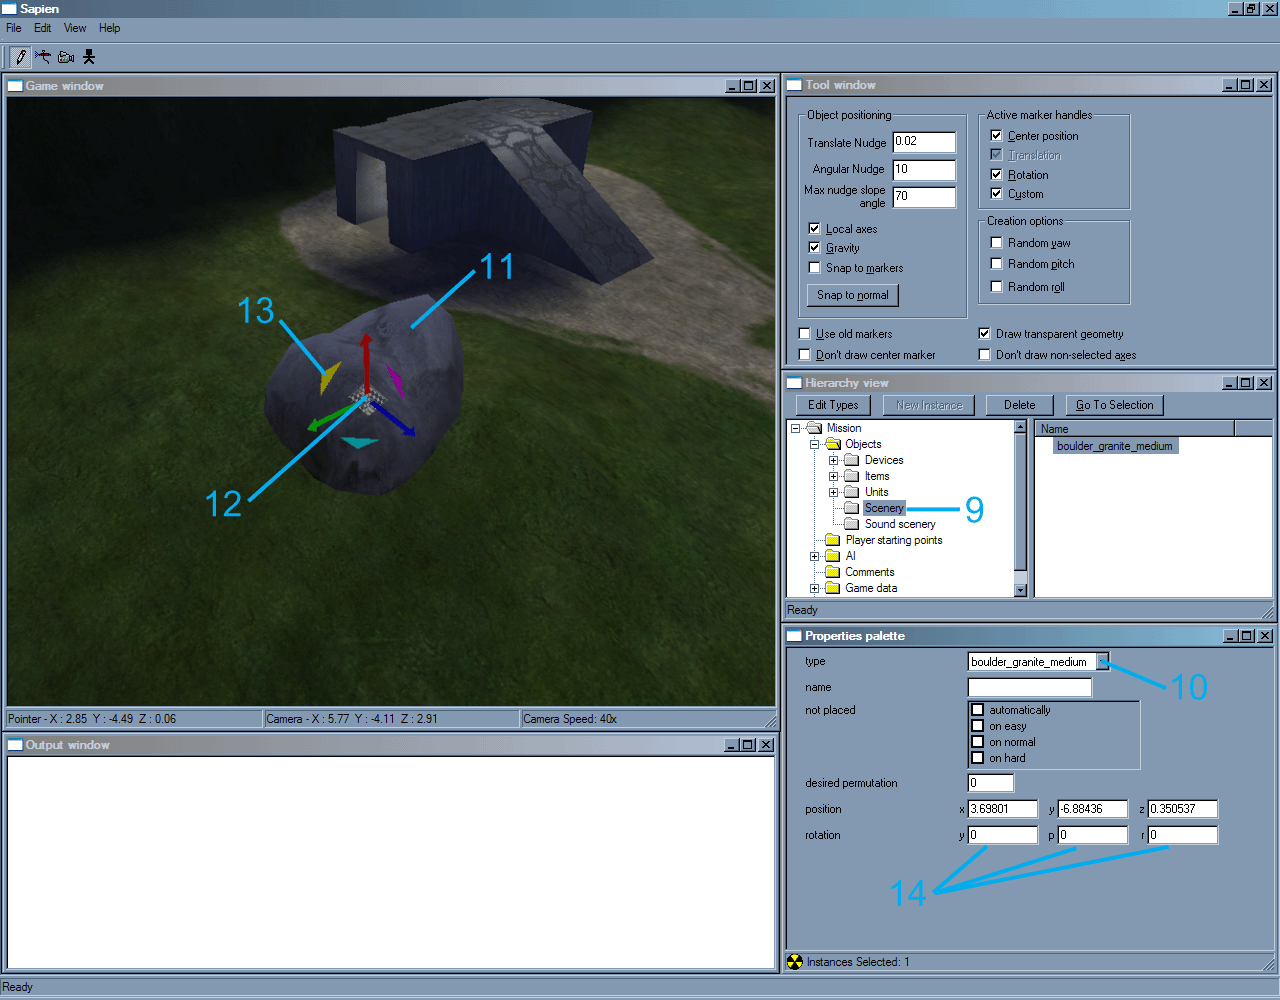 Sapien
File Edit View Help
Game window
11
13
12
Pointer - X : 2.85 Y : -4.49 Z : 0.06
Camera - X : 5.77 Y : -4.11 Z : 2.91
Camera Speed: 40x
Output window
Tool window
Object positioning
Translate Nudge 0.02
Angular Nudge 10
Max nudge slope
angle 70
Local axes
Gravity
Snap to markers
Snap to normal
Active marker handles
Center position
Translation
Rotation
Custom
Creation options
Random yaw
Random pitch
Random roll
Use old markers
Draw transparent geometry
Don't draw center marker
Don't draw non-selected axes
Hierarchy view
Edit Types New Instance Delete Go To Selection
Mission
Objects
Devices
Items
Units
Scenery
Sound scenery
Player starting points
AI
Comments
Game data
9
Name
boulder_granite_medium
Ready
Properties palette
type boulder_granite_medium
10
name
not placed
automatically
on easy
on normal
on hard
desired permutation 0
position x 3.69801 y -6.88436 z 0.350537
rotation y 0 p 0 r 0
14
Instances Selected: 1
Ready